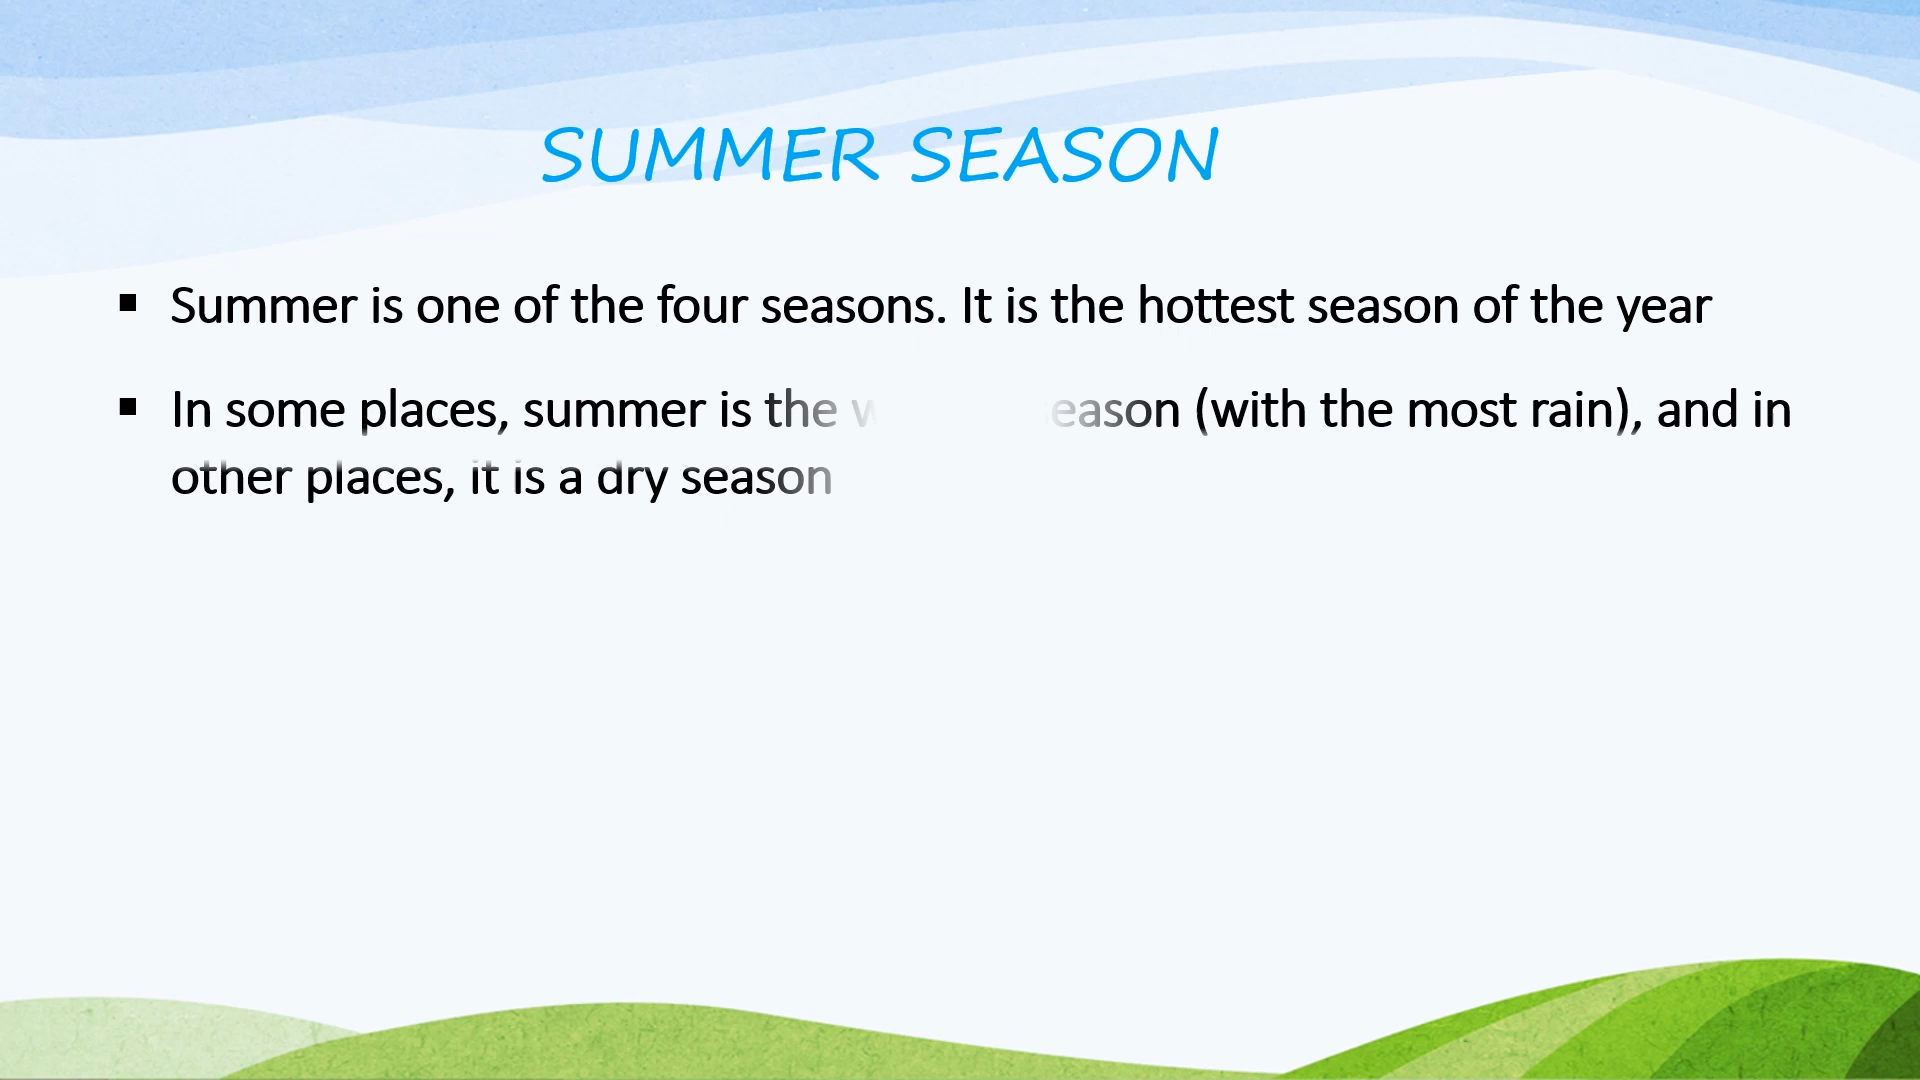 SUMMER SEASON
▪ Summer is one of the four seasons. It is the hottest season of the year
▪ In some places, summer is the season (with the most rain), and in
other places, it is a dry season